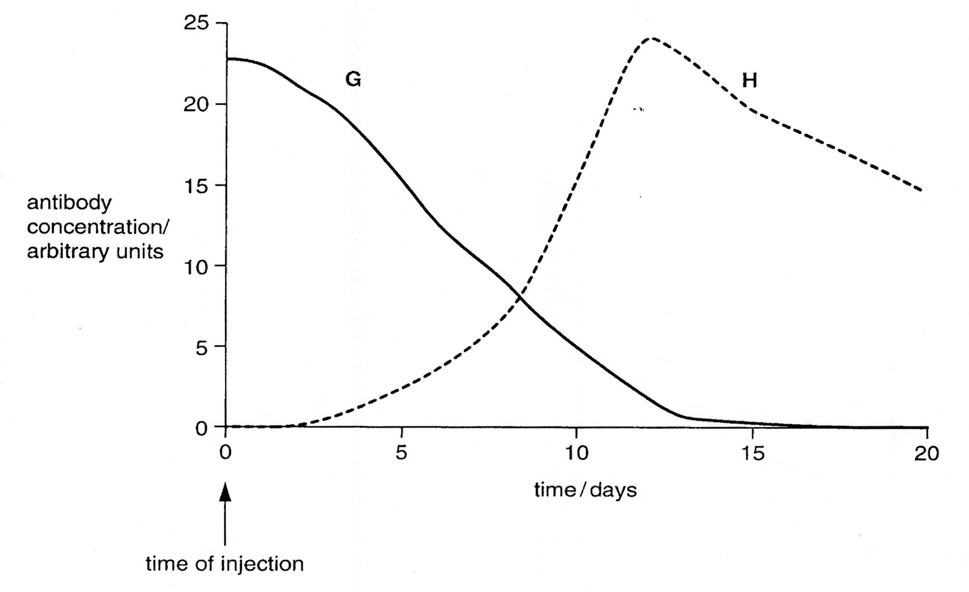 25
G
H
20
15
antibody
concentration/
arbitrary units
10
5
0
0 5 10 15 20
time/days
time of injection